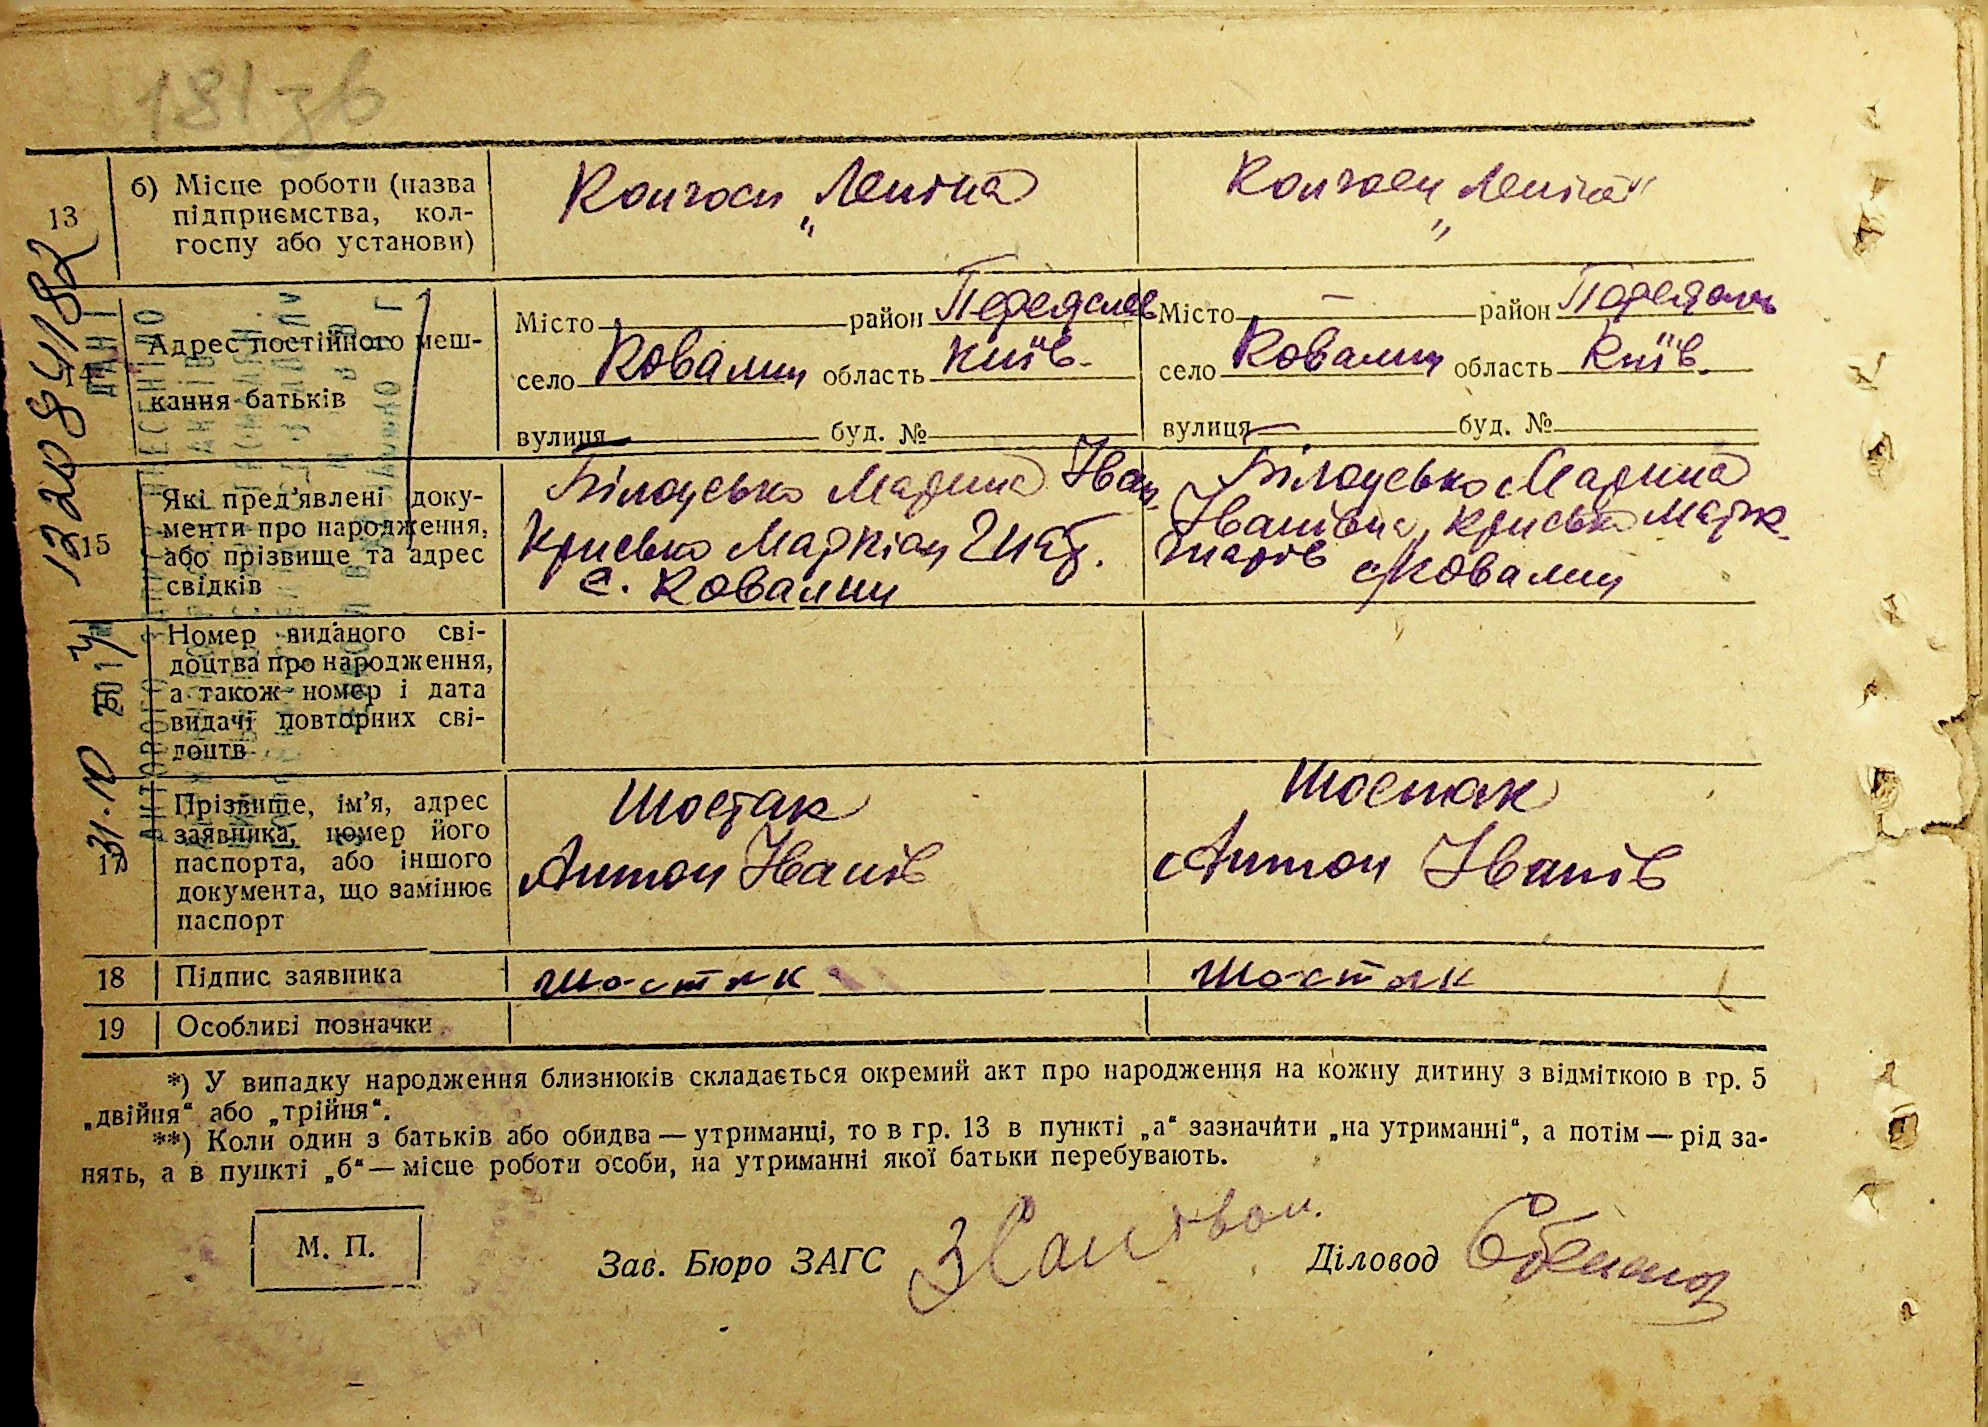 181 зв
13
б) Місце роботи (назва
підприємства, кол-
госпу або установи)
Колгосп „Леніна
Колгосп „Леніна"
14
Адрес постійного меш-
кання батьків
Місто район Переяслав
село Ковалин область Київ.
вулиця буд. №
Місто — район Переяслав
село Ковалин область Київ.
вулиця — буд. №
15
Які пред'явлені доку-
менти про народження,
або прізвище та адрес
свідків
Білоусько Марина Іван
Крисько Маркіян Гнат.
с. Ковалин
Білоусько Марина
Іванівна, Крисько Марк
Гнатів с. Ковалин
16
Номер виданого сві-
доцтва про народження,
а також номер і дата
видачі повторних сві-
доцтв
17
Прізвище, ім'я, адрес
заявника, номер його
паспорта, або іншого
документа, що замінює
паспорт
Шостак
Антон Іванів
Шостак
Антон Іванів
18
Підпис заявника
Шостак
Шостак
19
Особливі позначки
*) У випадку народження близнюків складається окремий акт про народження на кожну дитину з відміткою в гр. 5
„двійня“ або „трійня“.
**) Коли один з батьків або обидва — утриманці, то в гр. 13 в пункті „а“ зазначити „на утриманні“, а потім — рід за-
нять, а в пункті „б“ — місце роботи особи, на утриманні якої батьки перебувають.
М. П.
Зав. Бюро ЗАГС
Діловод